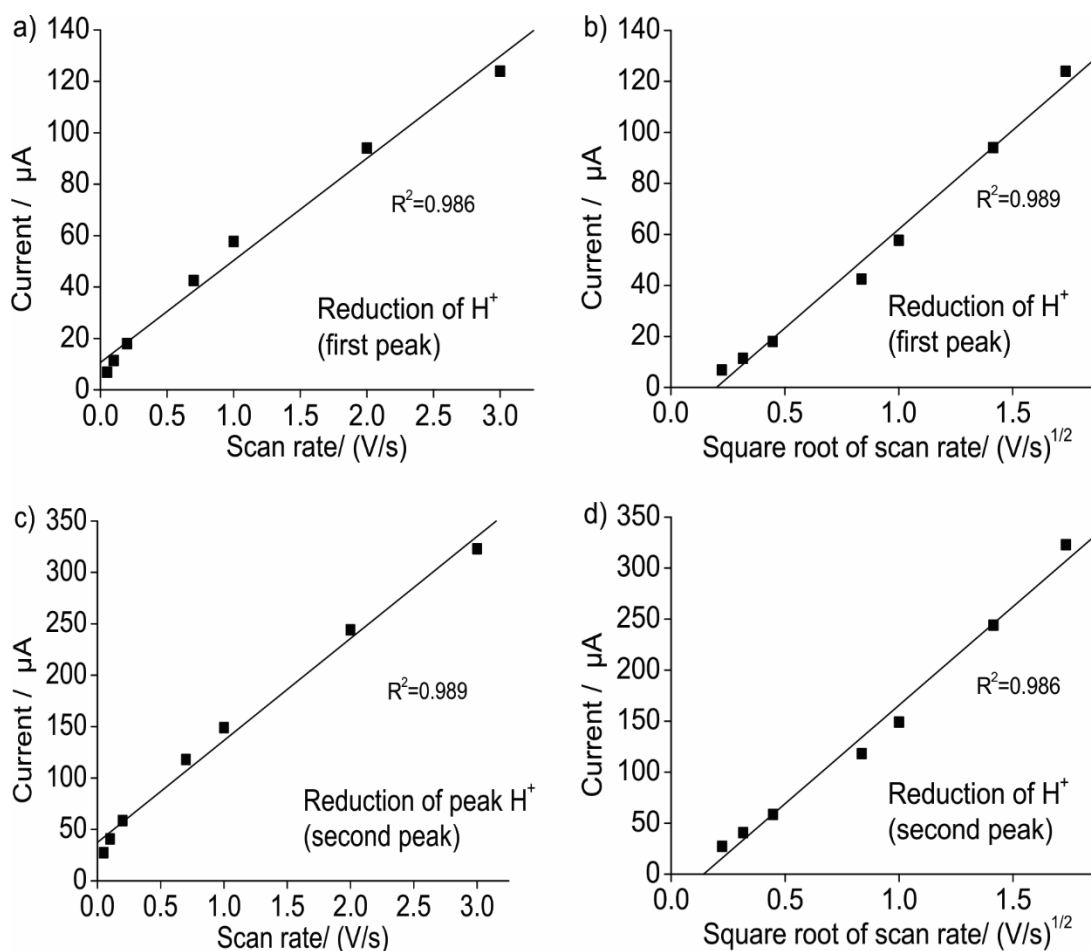 a)
140
120
100
80
60
40
20
0
Current / µA
R²=0.986
Reduction of H⁺
(first peak)
0.0 0.5 1.0 1.5 2.0 2.5 3.0
Scan rate/ (V/s)
b)
140
120
100
80
60
40
20
0
Current / µA
R²=0.989
Reduction of H⁺
(first peak)
0.0 0.5 1.0 1.5
Square root of scan rate/ (V/s)¹/²
c)
350
300
250
200
150
100
50
0
Current / µA
R²=0.989
Reduction of peak H⁺
(second peak)
0.0 0.5 1.0 1.5 2.0 2.5 3.0
Scan rate/ (V/s)
d)
350
300
250
200
150
100
50
0
Current / µA
R²=0.986
Reduction of H⁺
(second peak)
0.0 0.5 1.0 1.5
Square root of scan rate/ (V/s)¹/²